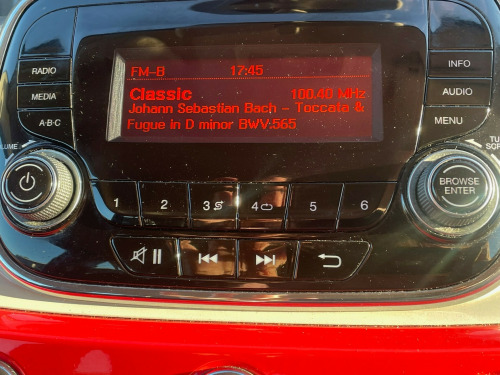 FM-B 17:45
Classic 100.40 MHz
Johann Sebastian Bach - Toccata &
Fugue in D minor BWV.565
RADIO
MEDIA
A·B·C
INFO
AUDIO
MENU
BROWSE
ENTER
1 2 3 4 5 6